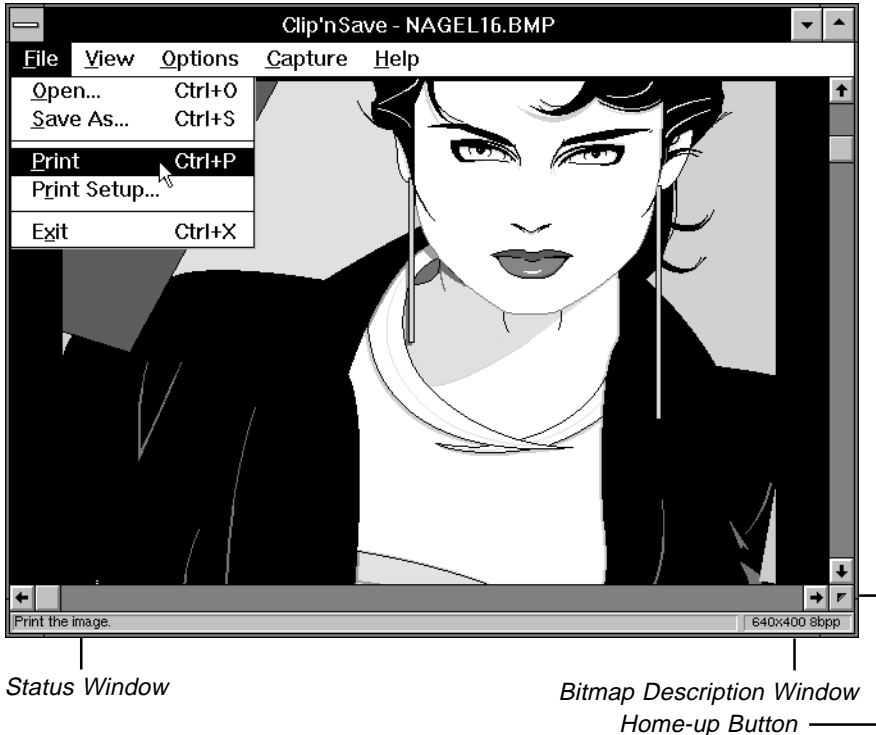 Clip'nSave - NAGEL16.BMP
File View Options Capture Help
Open... Ctrl+O
Save As... Ctrl+S
Print Ctrl+P
Print Setup...
Exit Ctrl+X
Print the image.
640x400 8bpp
Status Window
Bitmap Description Window
Home-up Button